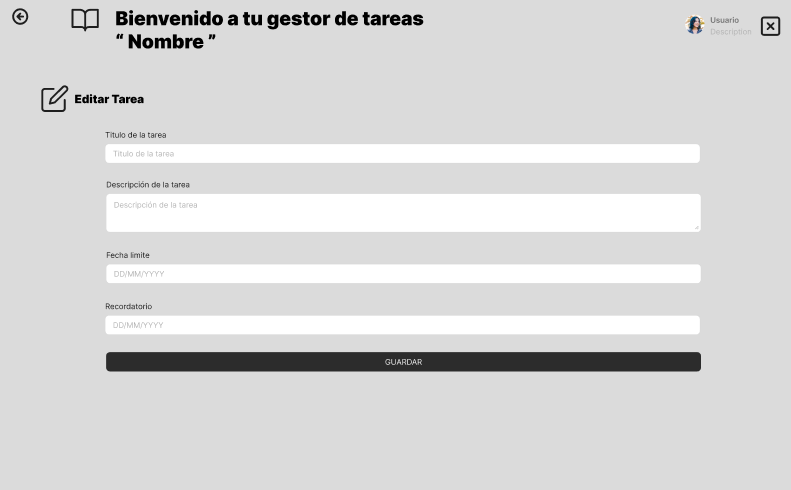 Bienvenido a tu gestor de tareas
“ Nombre ”
Usuario
Description
Editar Tarea
Titulo de la tarea
Titulo de la tarea
Descripción de la tarea
Descripción de la tarea
Fecha limite
DD/MM/YYYY
Recordatorio
DD/MM/YYYY
GUARDAR